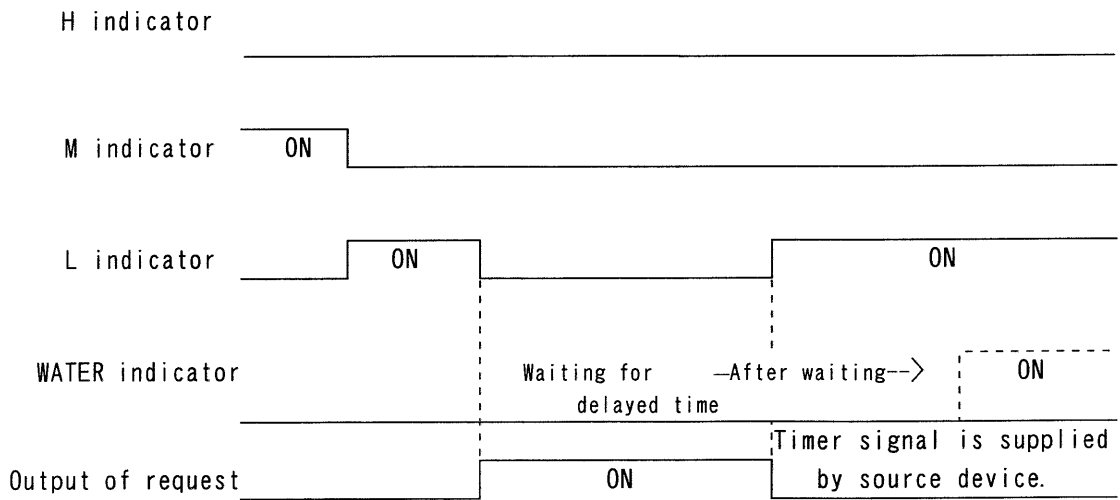 H indicator
M indicator ON
L indicator ON ON
WATER indicator Waiting for —After waiting--> ON
delayed time
Timer signal is supplied
Output of request ON by source device.